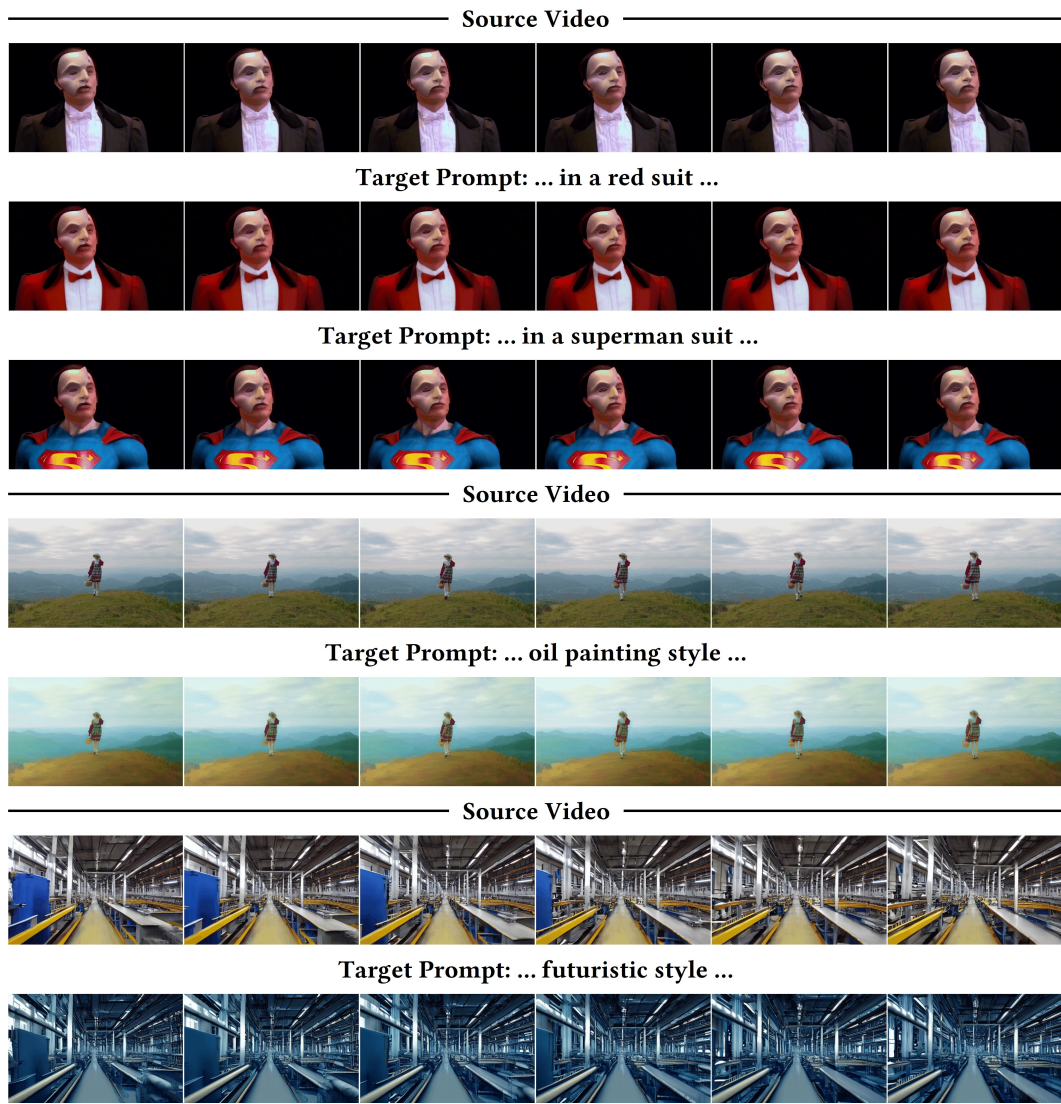 Source Video
Target Prompt: ... in a red suit ...
Target Prompt: ... in a superman suit ...
Source Video
Target Prompt: ... oil painting style ...
Source Video
Target Prompt: ... futuristic style ...